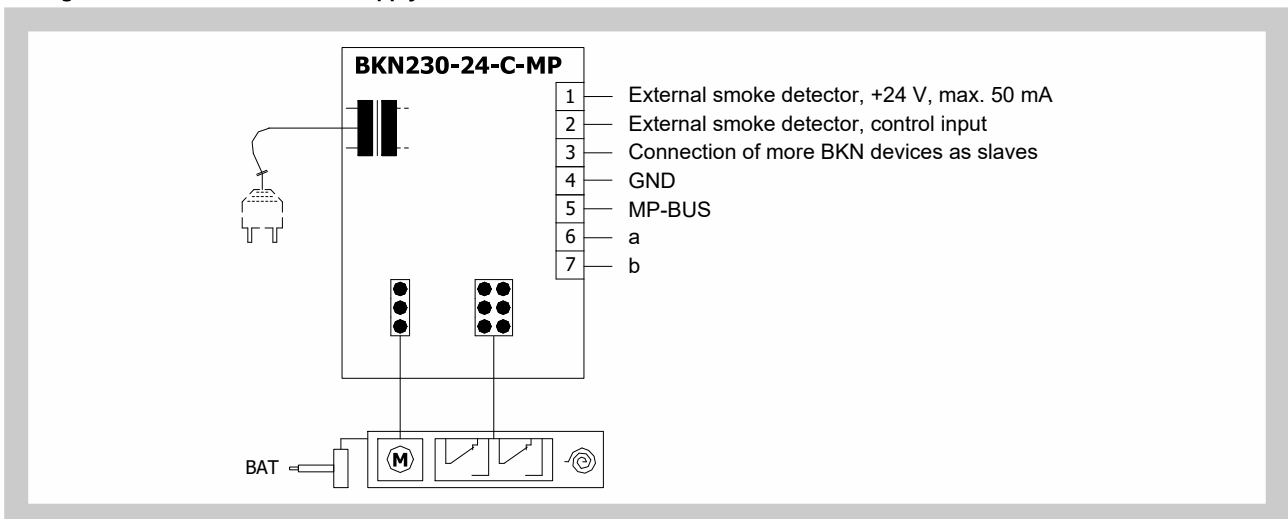 BKN230-24-C-MP
1 External smoke detector, +24 V, max. 50 mA
2 External smoke detector, control input
3 Connection of more BKN devices as slaves
4 GND
5 MP-BUS
6 a
7 b
BAT
M